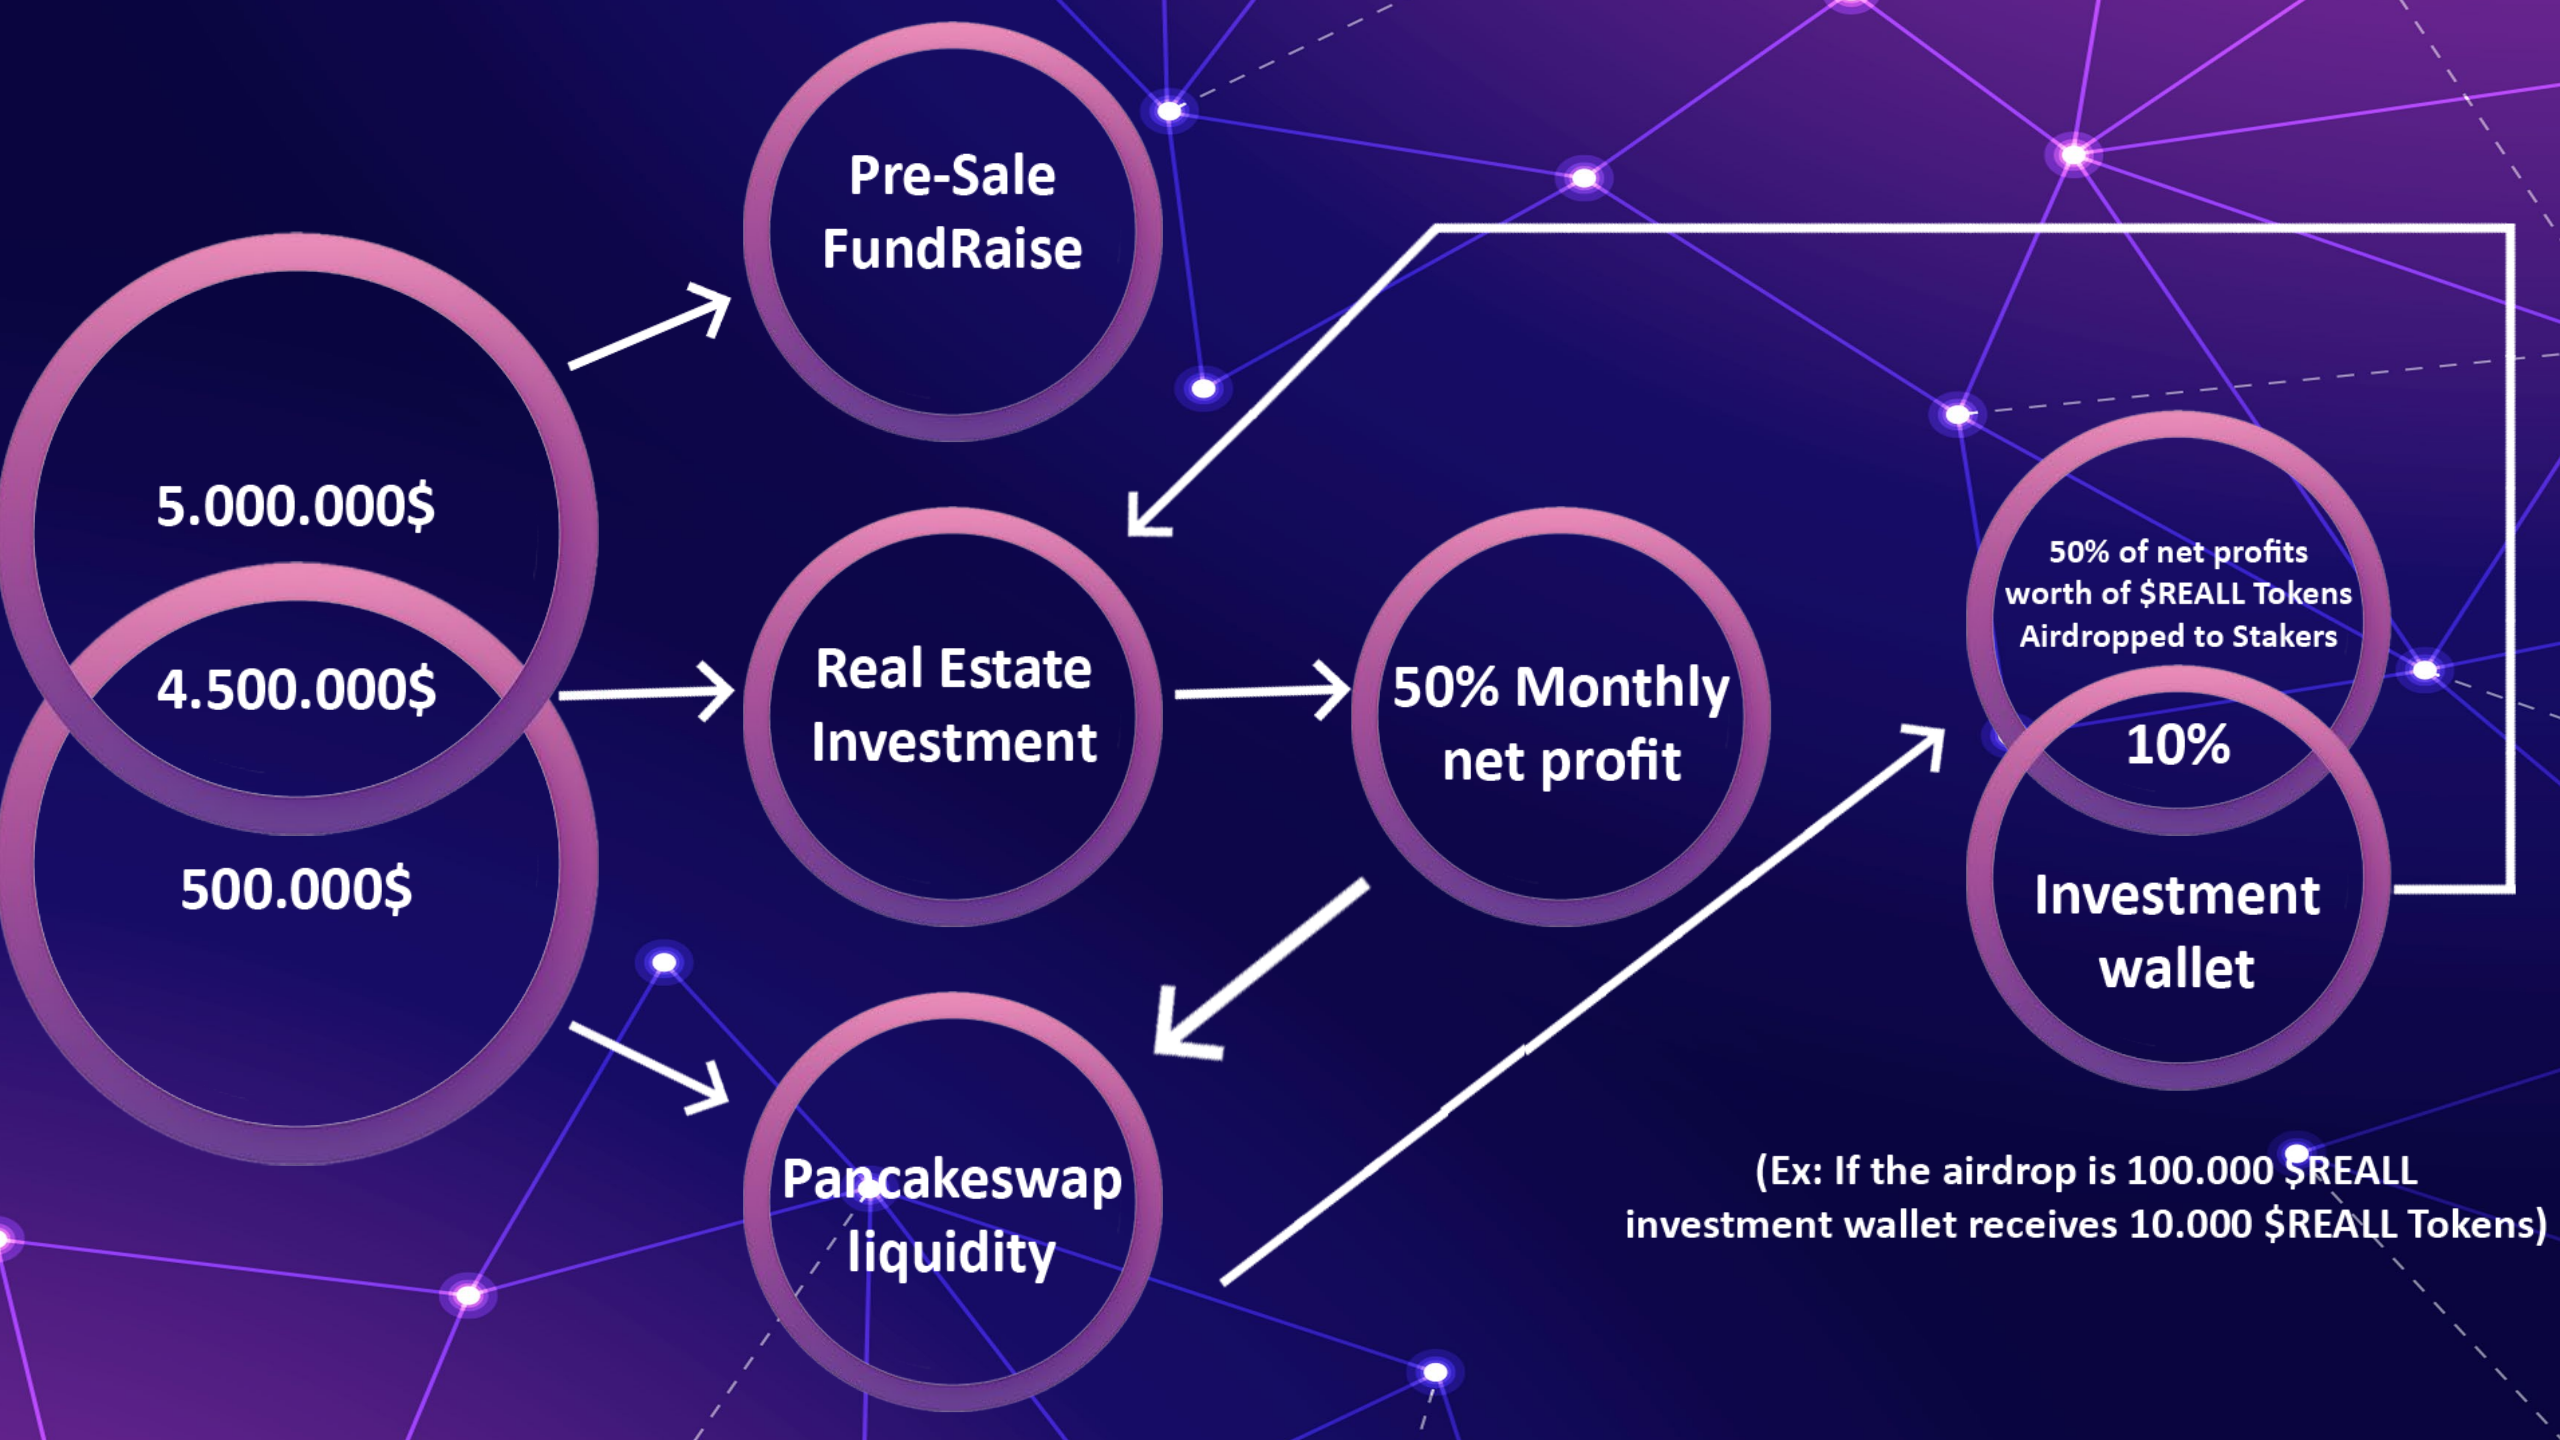 Pre-Sale
FundRaise
5.000.000$
4.500.000$
500.000$
Real Estate
Investment
50% Monthly
net profit
Pancakeswap
liquidity
50% of net profits
worth of $REALL Tokens
Airdropped to Stakers
10%
Investment
wallet
(Ex: If the airdrop is 100.000 $REALL
investment wallet receives 10.000 $REALL Tokens)